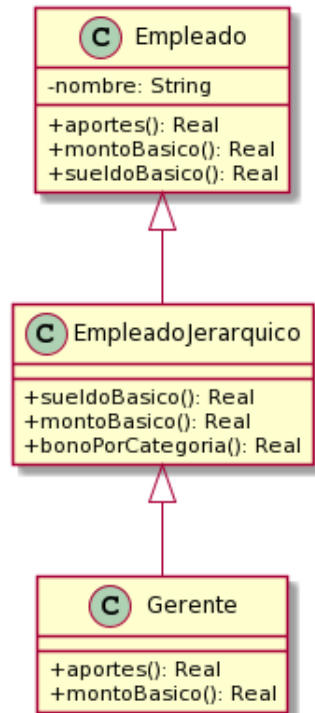 C Empleado
-nombre: String
+aportes(): Real
+montoBasico(): Real
+sueldoBasico(): Real
C EmpleadoJerarquico
+sueldoBasico(): Real
+montoBasico(): Real
+bonoPorCategoria(): Real
C Gerente
+aportes(): Real
+montoBasico(): Real